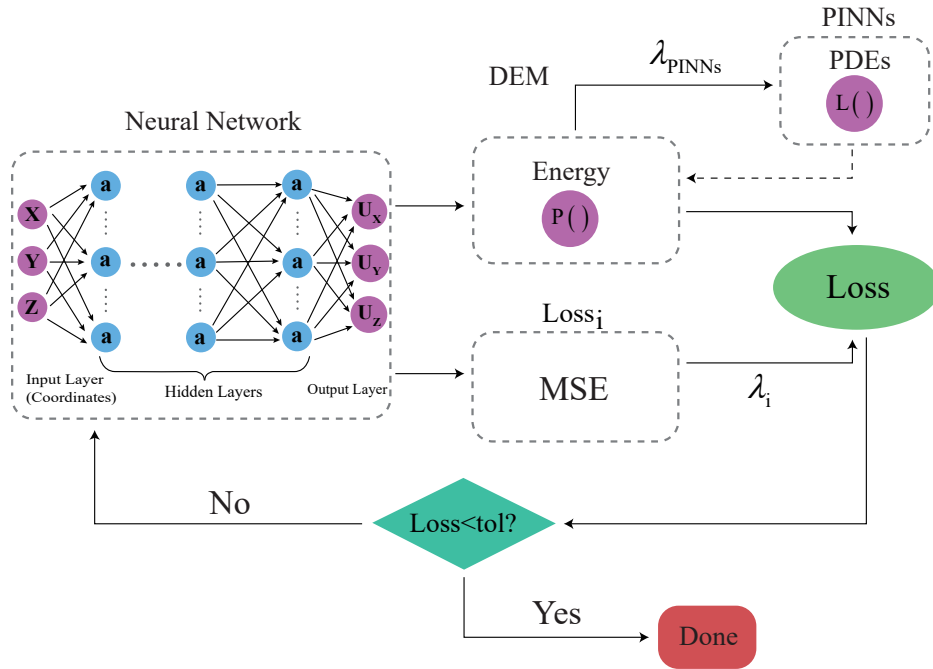 PINNs
λPINNs
PDEs
DEM
L( )
Neural Network
Energy
a a a
X
UX
P( )
Y
a a a
UY
Loss
Z
UZ
Lossi
a a a
MSE
Input Layer
(Coordinates)
Hidden Layers
Output Layer
λi
No
Loss<tol?
Yes
Done